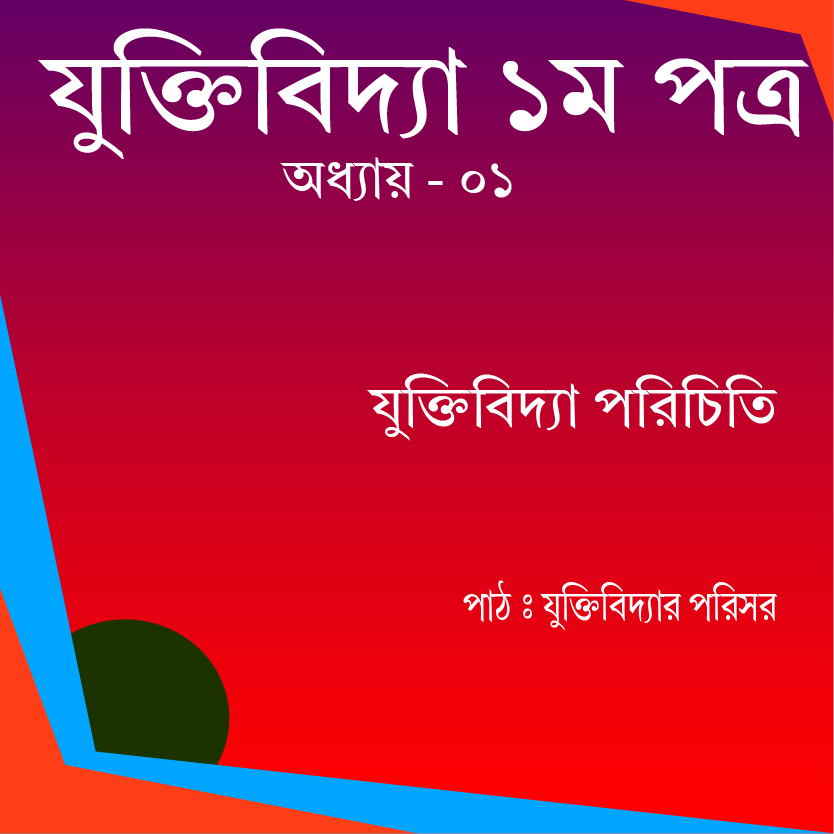 যুক্তিবিদ্যা ১ম পত্র
অধ্যায় - ০১
যুক্তিবিদ্যা পরিচিতি
পাঠ ঃ যুক্তিবিদ্যার পরিসর